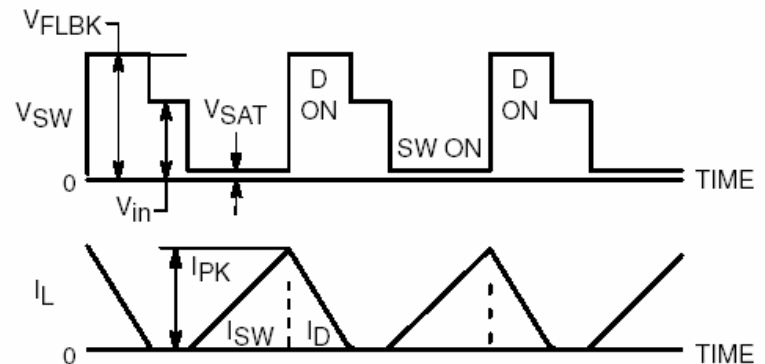 VFLBK
VSW
VSAT
D
ON
D
ON
SW ON
0
TIME
Vin
IPK
IL
ISW
ID
0
TIME